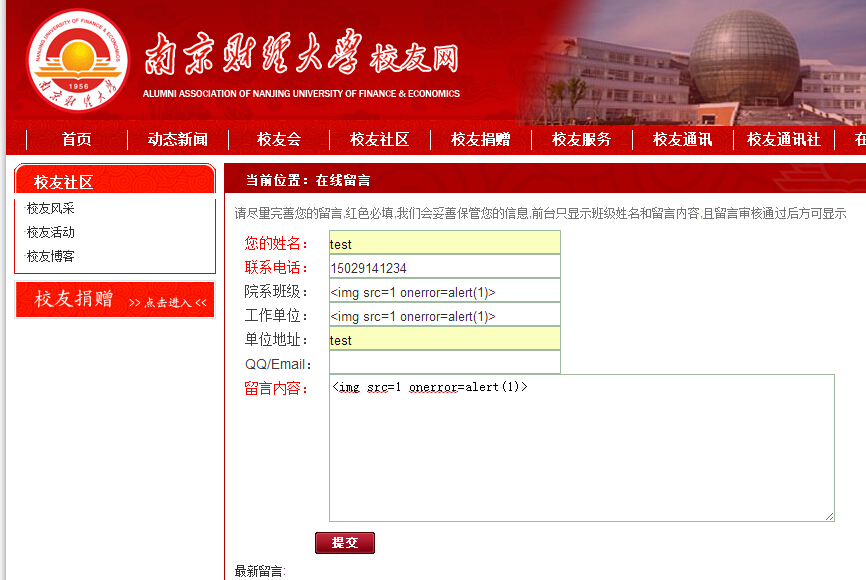 NANJING UNIVERSITY OF FINANCE & ECONOMICS
1956
南京财经大学
南京财经大学校友网
ALUMNI ASSOCIATION OF NANJING UNIVERSITY OF FINANCE & ECONOMICS
首页 动态新闻 校友会 校友社区 校友捐赠 校友服务 校友通讯 校友通讯社 在
校友社区
·校友风采
·校友活动
·校友博客
校友捐赠 >>点击进入<<
当前位置：在线留言
请尽量完善您的留言,红色必填,我们会妥善保管您的信息,前台只显示班级姓名和留言内容,且留言审核通过后方可显示
您的姓名： test
联系电话： 15029141234
院系班级： <img src=1 onerror=alert(1)>
工作单位： <img src=1 onerror=alert(1)>
单位地址： test
QQ/Email：
留言内容： <img src=1 onerror=alert(1)>
提交
最新留言: